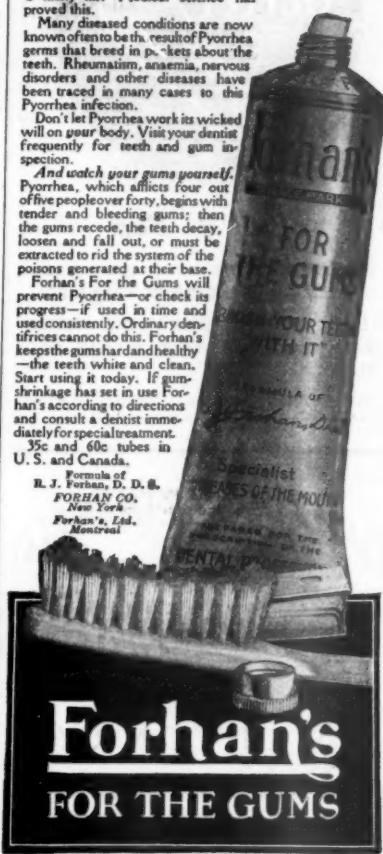 proved this.
Many diseased conditions are now
known often to be the result of Pyorrhea
germs that breed in pockets about the
teeth. Rheumatism, anaemia, nervous
disorders and other diseases have
been traced in many cases to this
Pyorrhea infection.
Don't let Pyorrhea work its wicked
will on your body. Visit your dentist
frequently for teeth and gum in-
spection.
And watch your gums yourself.
Pyorrhea, which afflicts four out
of five people over forty, begins with
tender and bleeding gums; then
the gums recede, the teeth decay,
loosen and fall out, or must be
extracted to rid the system of the
poisons generated at their base.
Forhan's For the Gums will
prevent Pyorrhea—or check its
progress—if used in time and
used consistently. Ordinary den-
tifrices cannot do this. Forhan's
keeps the gums hard and healthy
—the teeth white and clean.
Start using it today. If gum-
shrinkage has set in use For-
han's according to directions
and consult a dentist imme-
diately for special treatment.
35c and 60c tubes in
U. S. and Canada.
Formula of
R. J. Forhan, D. D. S.
FORHAN CO.
New York
Forhan's, Ltd.
Montreal
Forhan's
FOR
THE GUMS
YOUR TEETH
WITH IT
FORMULA OF
Specialist
DISEASES OF THE MOUTH
PREPARED FOR THE
DENTAL
Forhan's
FOR THE GUMS